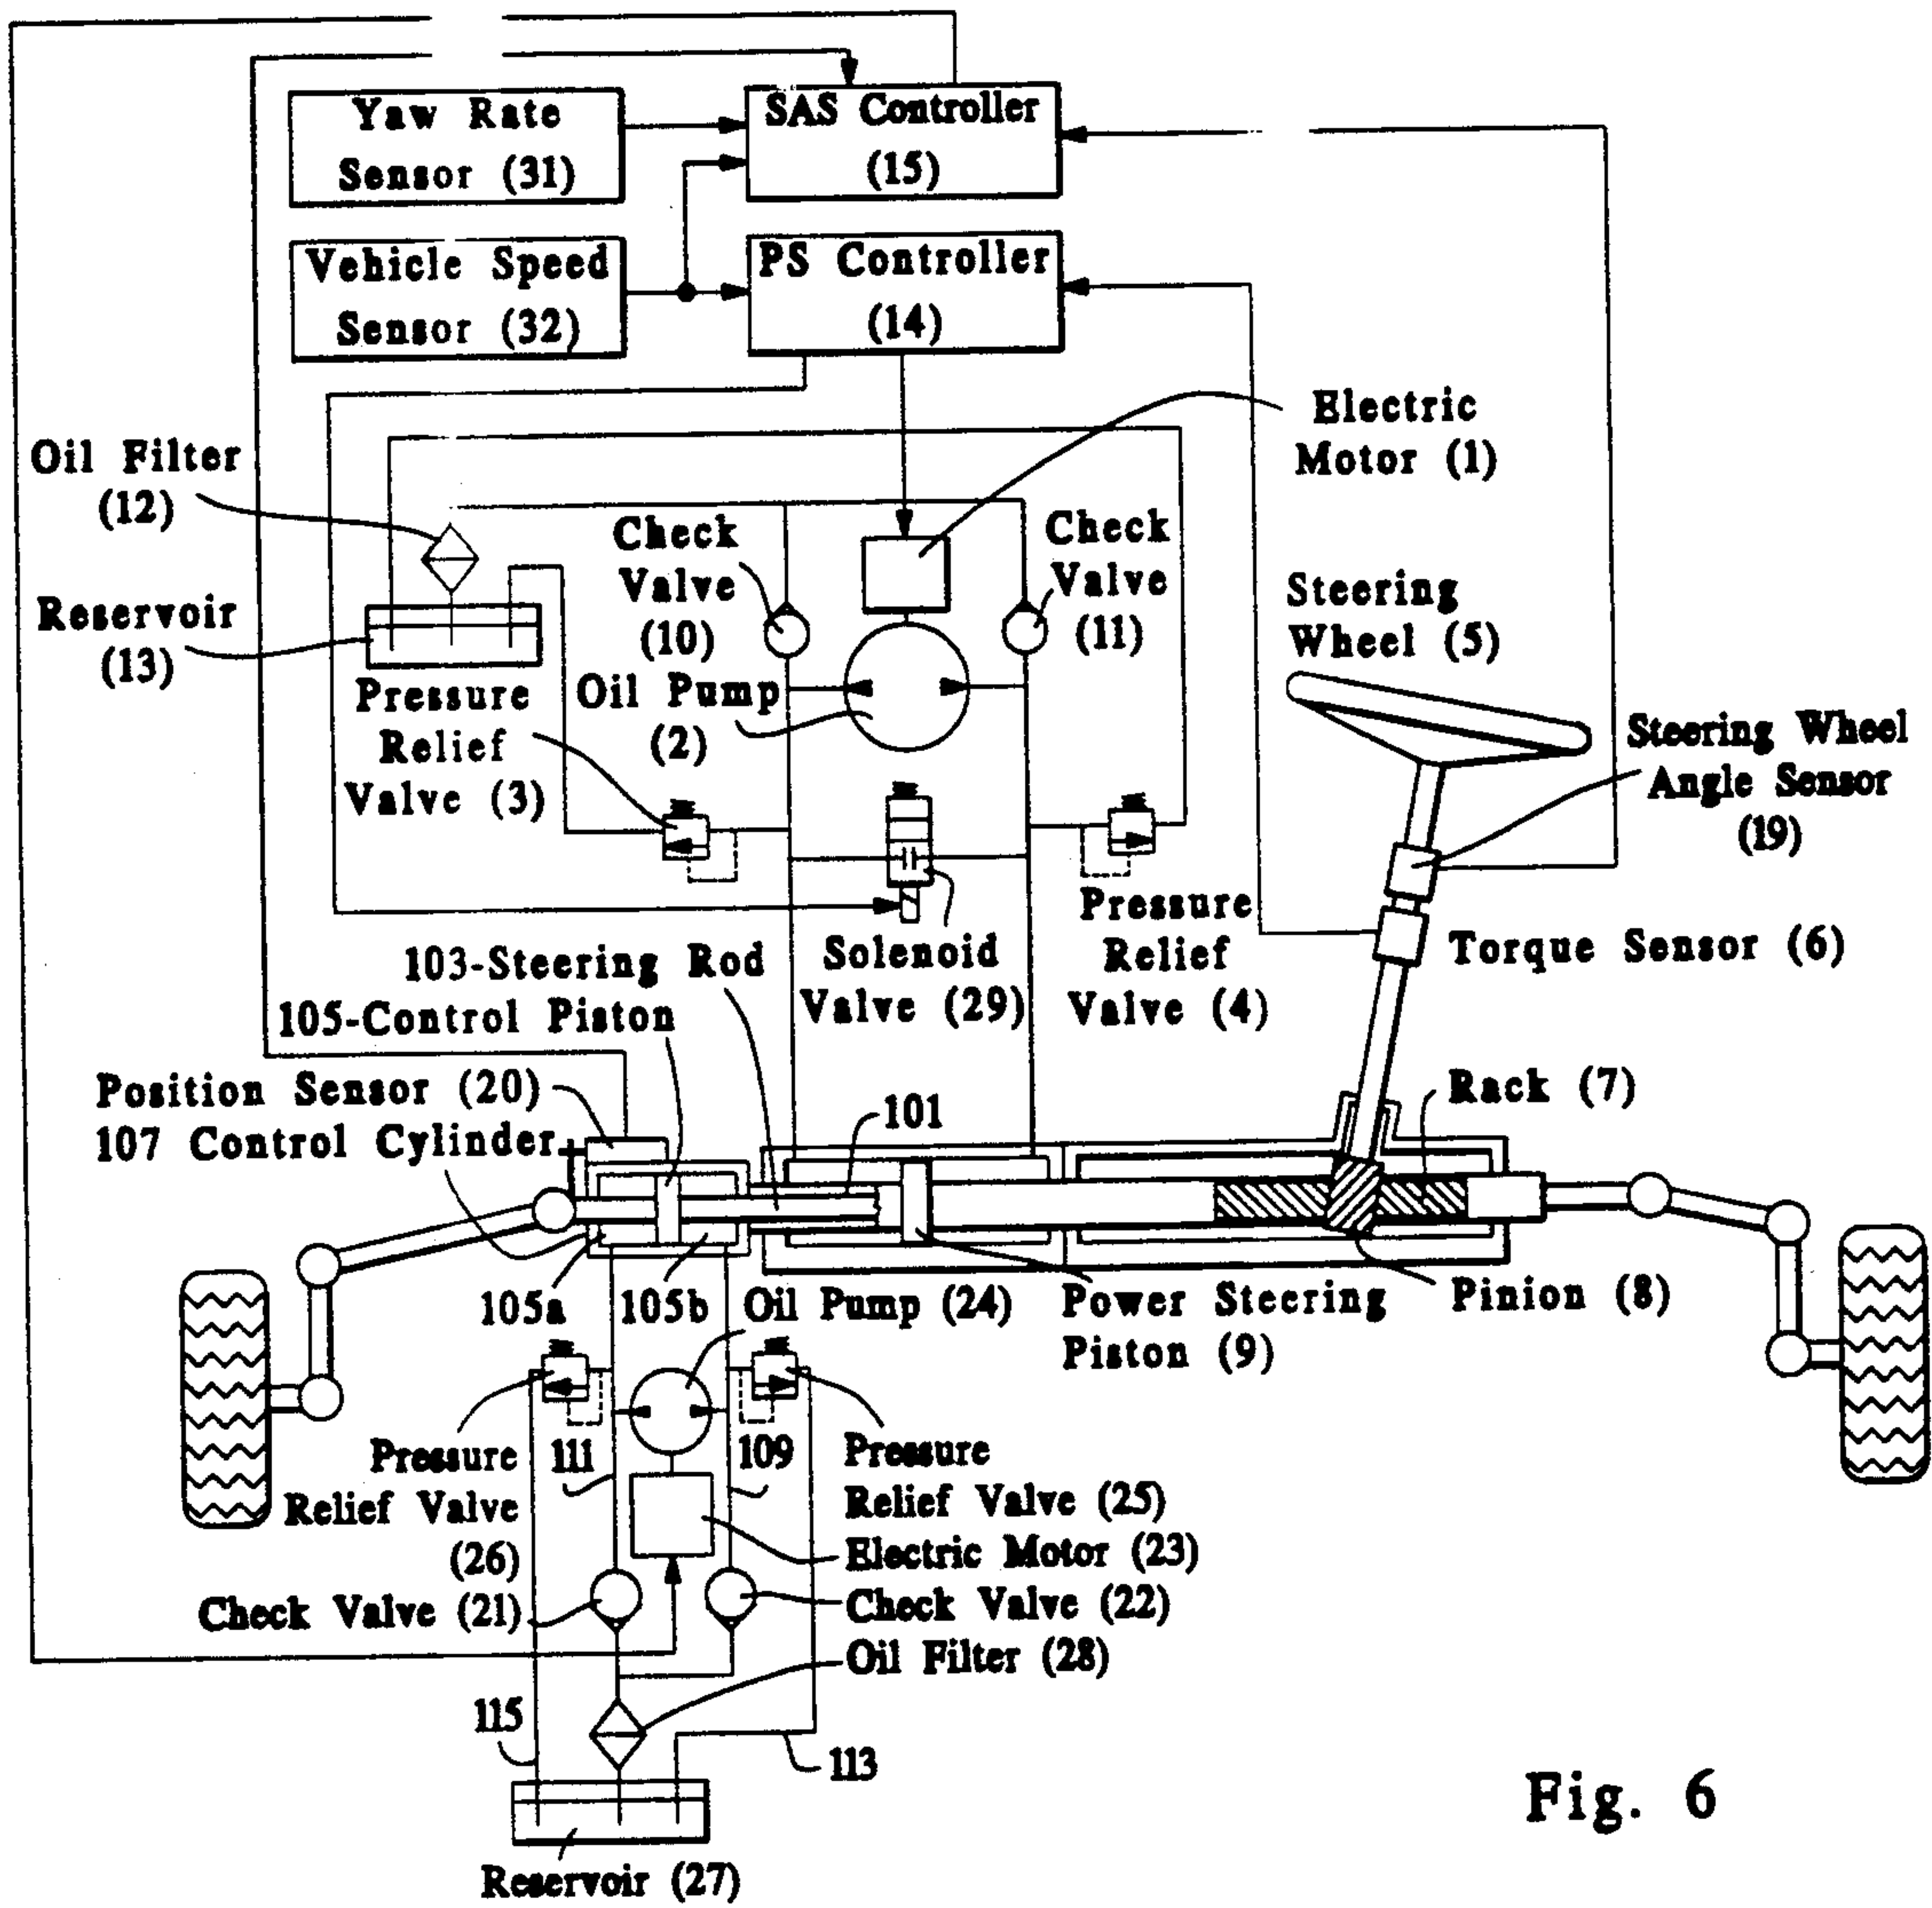 Yaw Rate
Sensor (31)
SAS Controller
(15)
Vehicle Speed
Sensor (32)
PS Controller
(14)
Electric
Motor (1)
Oil Filter
(12)
Check
Valve
(10)
Check
Valve
(11)
Reservoir
(13)
Steering
Wheel (5)
Pressure
Relief
Valve (3)
Oil Pump
(2)
Steering Wheel
Angle Sensor
(19)
103-Steering Rod
105-Control Piston
Solenoid
Valve (29)
Pressure
Relief
Valve (4)
Torque Sensor (6)
Position Sensor (20)
107 Control Cylinder
101
Rack (7)
105a
105b
Oil Pump (24)
Power Steering
Piston (9)
Pinion (8)
Pressure
Relief Valve
(26)
111
109
Pressure
Relief Valve (25)
Electric Motor (23)
Check Valve (21)
Check Valve (22)
Oil Filter (28)
115
113
Reservoir (27)
Fig. 6